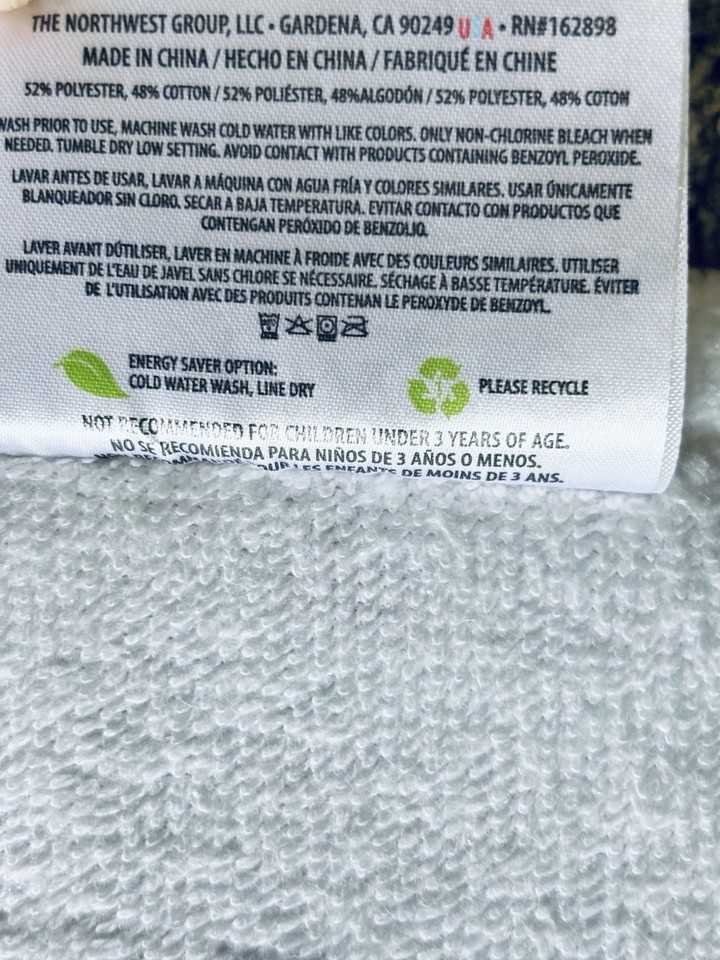 THE NORTHWEST GROUP, LLC • GARDENA, CA 90249 U A • RN#162898
MADE IN CHINA / HECHO EN CHINA / FABRIQUÉ EN CHINE
52% POLYESTER, 48% COTTON / 52% POLIÉSTER, 48%ALGODÓN / 52% POLYESTER, 48% COTON
WASH PRIOR TO USE, MACHINE WASH COLD WATER WITH LIKE COLORS. ONLY NON-CHLORINE BLEACH WHEN
NEEDED. TUMBLE DRY LOW SETTING. AVOID CONTACT WITH PRODUCTS CONTAINING BENZOYL PEROXIDE.
LAVAR ANTES DE USAR, LAVAR A MÁQUINA CON AGUA FRÍA Y COLORES SIMILARES. USAR ÚNICAMENTE
BLANQUEADOR SIN CLORO. SECAR A BAJA TEMPERATURA. EVITAR CONTACTO CON PRODUCTOS QUE
CONTENGAN PERÓXIDO DE BENZOLIO.
LAVER AVANT DÚTILISER, LAVER EN MACHINE À FROIDE AVEC DES COULEURS SIMILAIRES. UTILISER
UNIQUEMENT DE L'EAU DE JAVEL SANS CHLORE SE NÉCESSAIRE. SÉCHAGE À BASSE TEMPÉRATURE. ÉVITER
DE L'UTILISATION AVEC DES PRODUITS CONTENAN LE PEROXYDE DE BENZOYL.
ENERGY SAVER OPTION:
COLD WATER WASH, LINE DRY
PLEASE RECYCLE
NOT RECOMMENDED FOR CHILDREN UNDER 3 YEARS OF AGE.
NO SE RECOMIENDA PARA NIÑOS DE 3 AÑOS O MENOS.
LES ENFANTS DE MOINS DE 3 ANS.